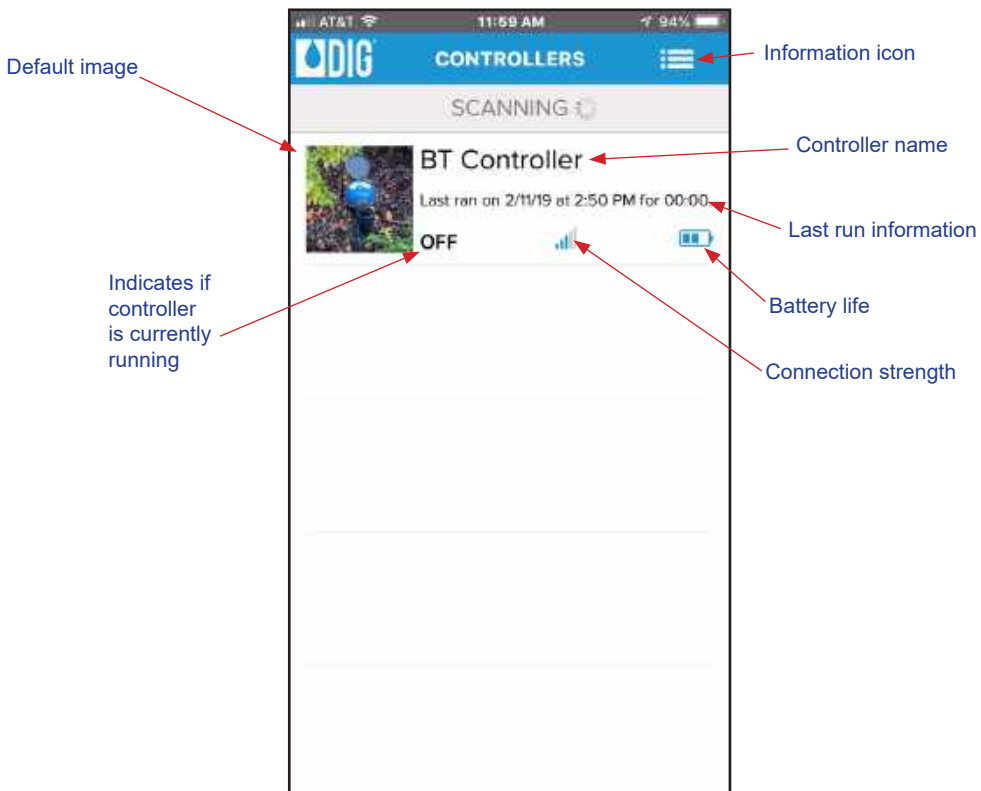 AT&T 11:59 AM 94%
DIG CONTROLLERS
Information icon
Default image
SCANNING
BT Controller
Controller name
Last ran on 2/11/19 at 2:50 PM for 00:00
Last run information
OFF
Indicates if
controller
is currently
running
Battery life
Connection strength